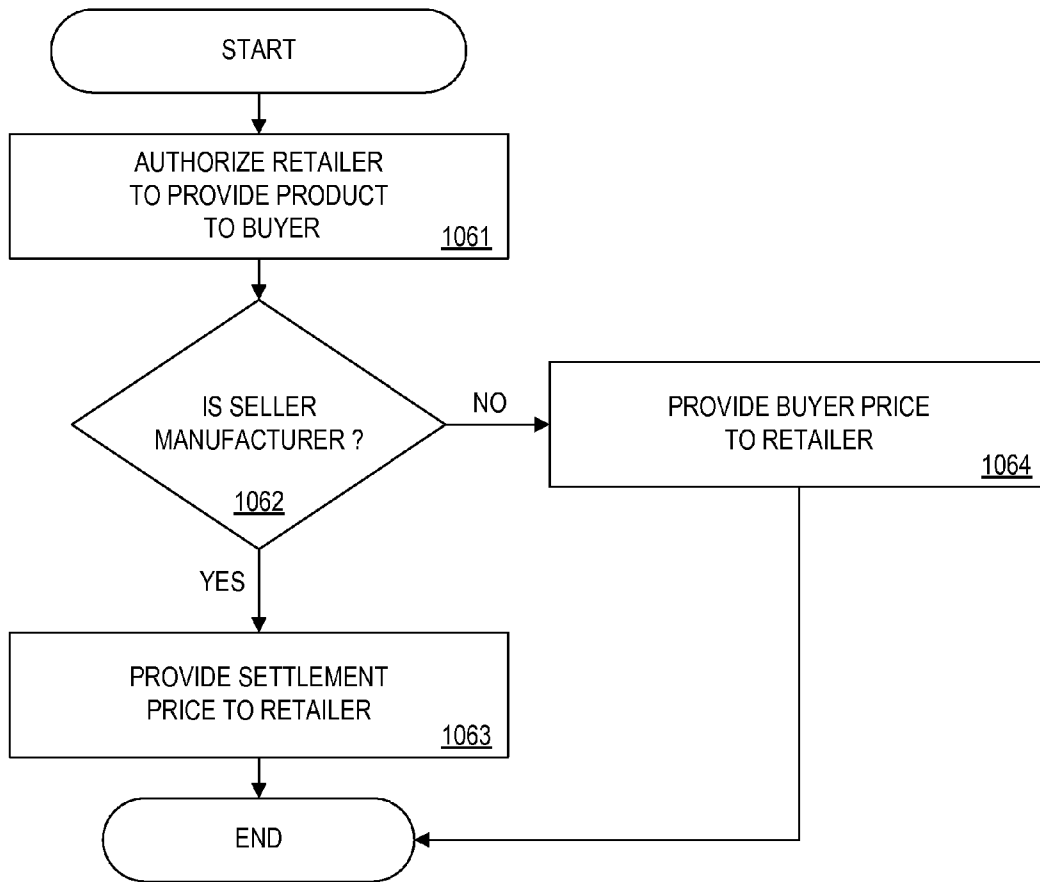 START
AUTHORIZE RETAILER
TO PROVIDE PRODUCT
TO BUYER
1061
IS SELLER
MANUFACTURER ?
1062
NO
PROVIDE BUYER PRICE
TO RETAILER
1064
YES
PROVIDE SETTLEMENT
PRICE TO RETAILER
1063
END